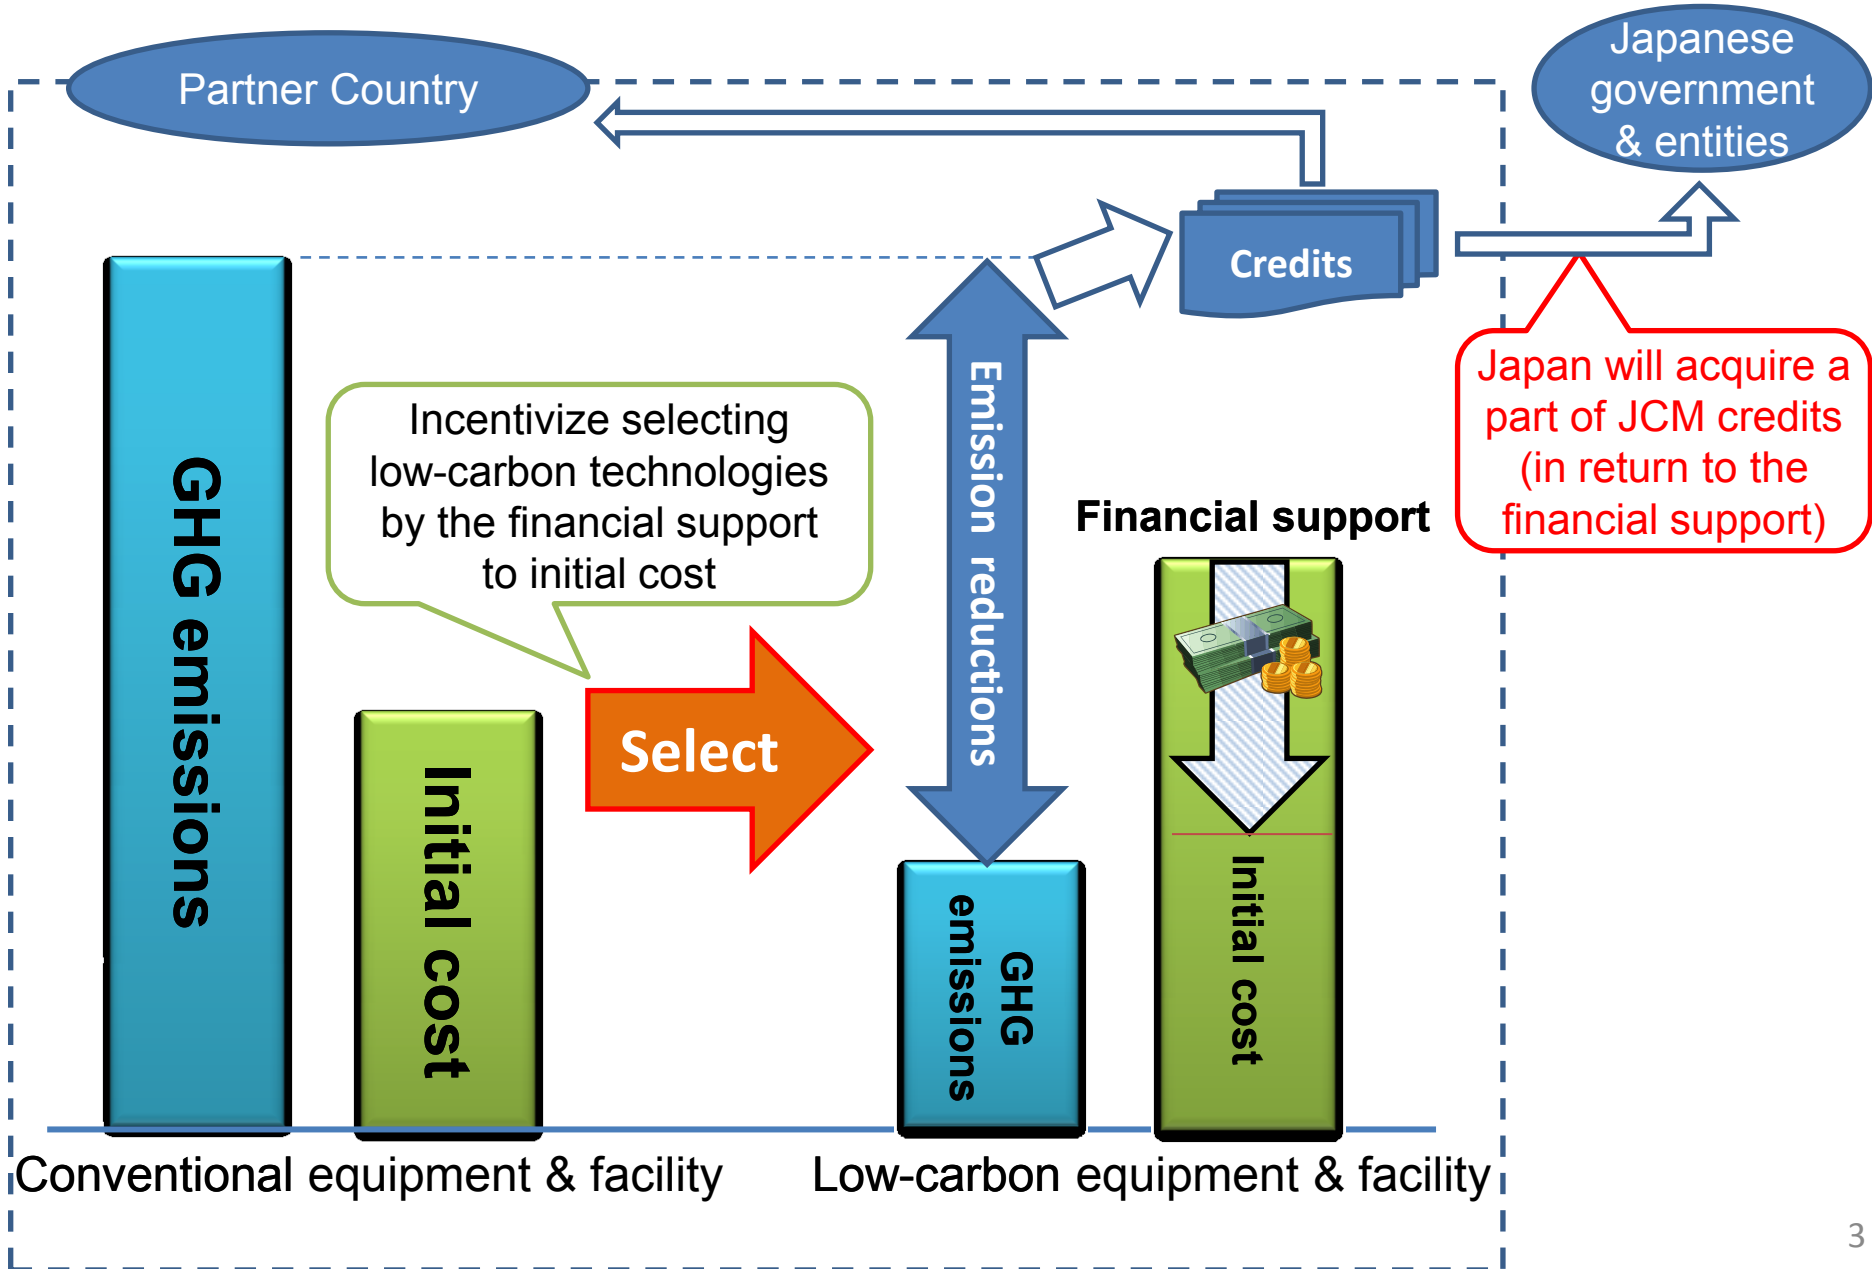 Partner Country
Japanese
government
& entities
Credits
Japan will acquire a
part of JCM credits
(in return to the
financial support)
Incentivize selecting
low-carbon technologies
by the financial support
to initial cost
GHG emissions
Initial cost
Select
Emission reductions
Financial support
GHG
emissions
Initial cost
Conventional equipment & facility
Low-carbon equipment & facility
3